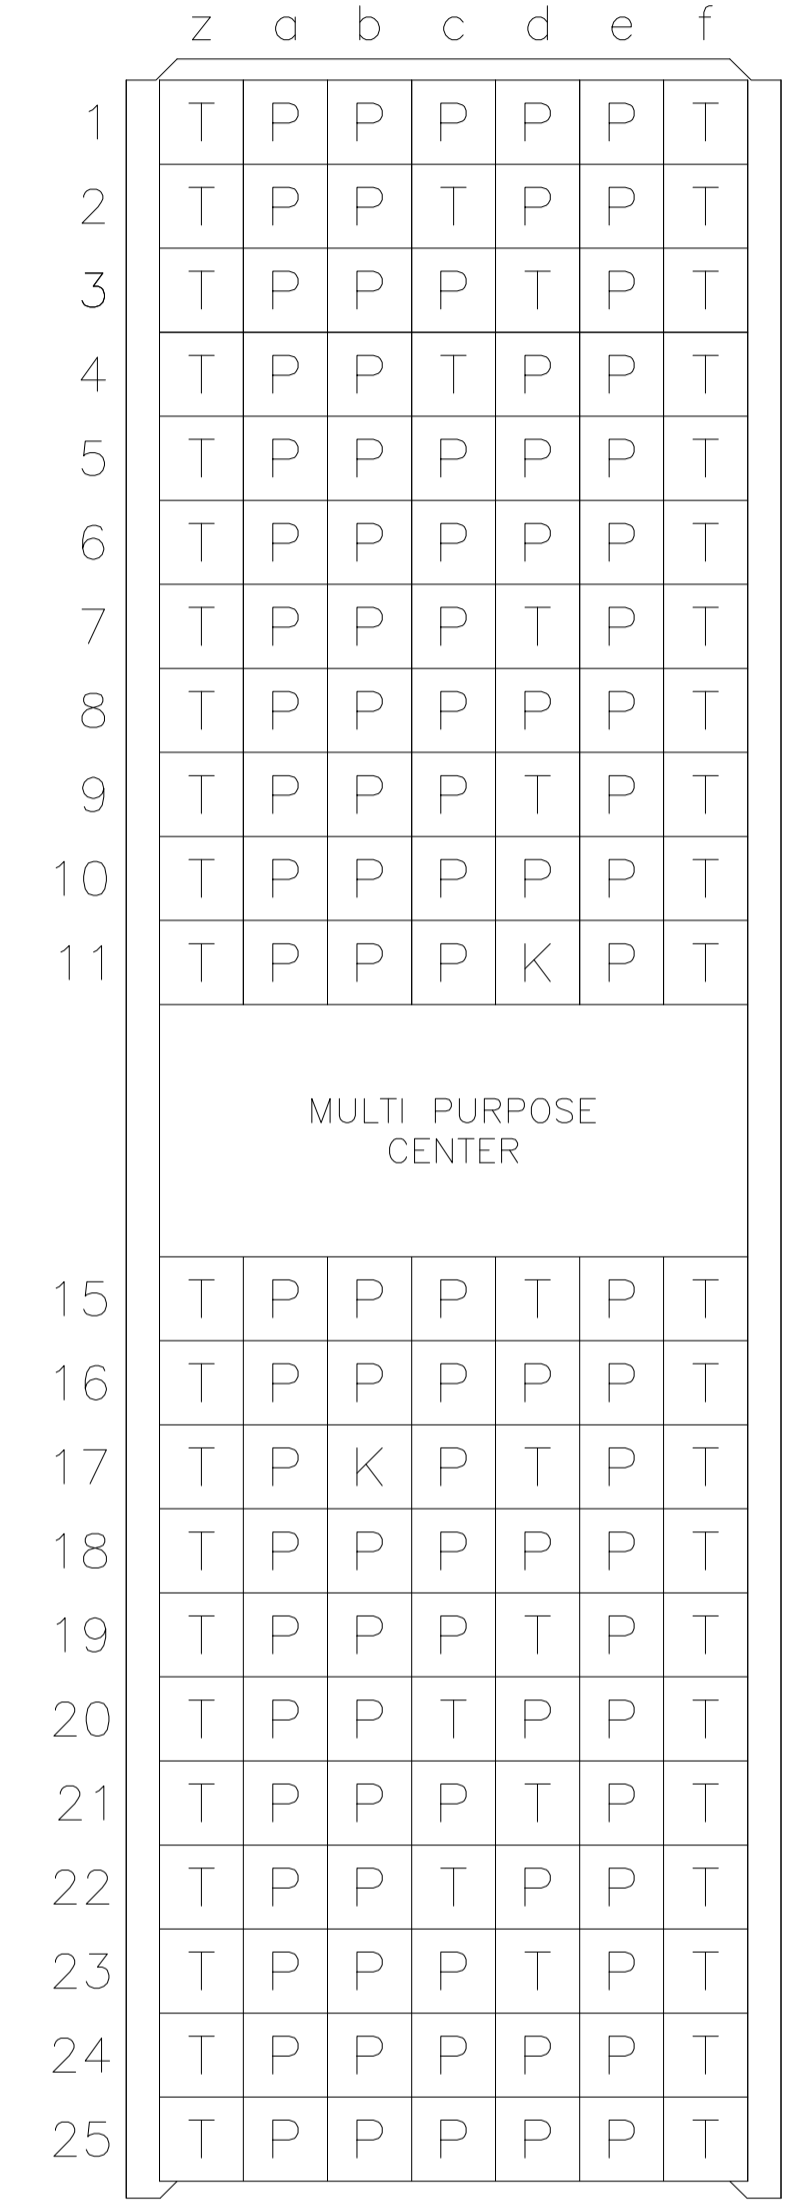 z a b c d e f
1 T P P P P P T
2 T P P T P P T
3 T P P P T P T
4 T P P T P P T
5 T P P P P P T
6 T P P P P P T
7 T P P P T P T
8 T P P P P P T
9 T P P P T P T
10 T P P P P P T
11 T P P P K P T
MULTI PURPOSE
CENTER
15 T P P P T P T
16 T P P P P P T
17 T P K P T P T
18 T P P P P P T
19 T P P P T P T
20 T P P T P P T
21 T P P P T P T
22 T P P T P P T
23 T P P P T P T
24 T P P P P P T
25 T P P P P P T